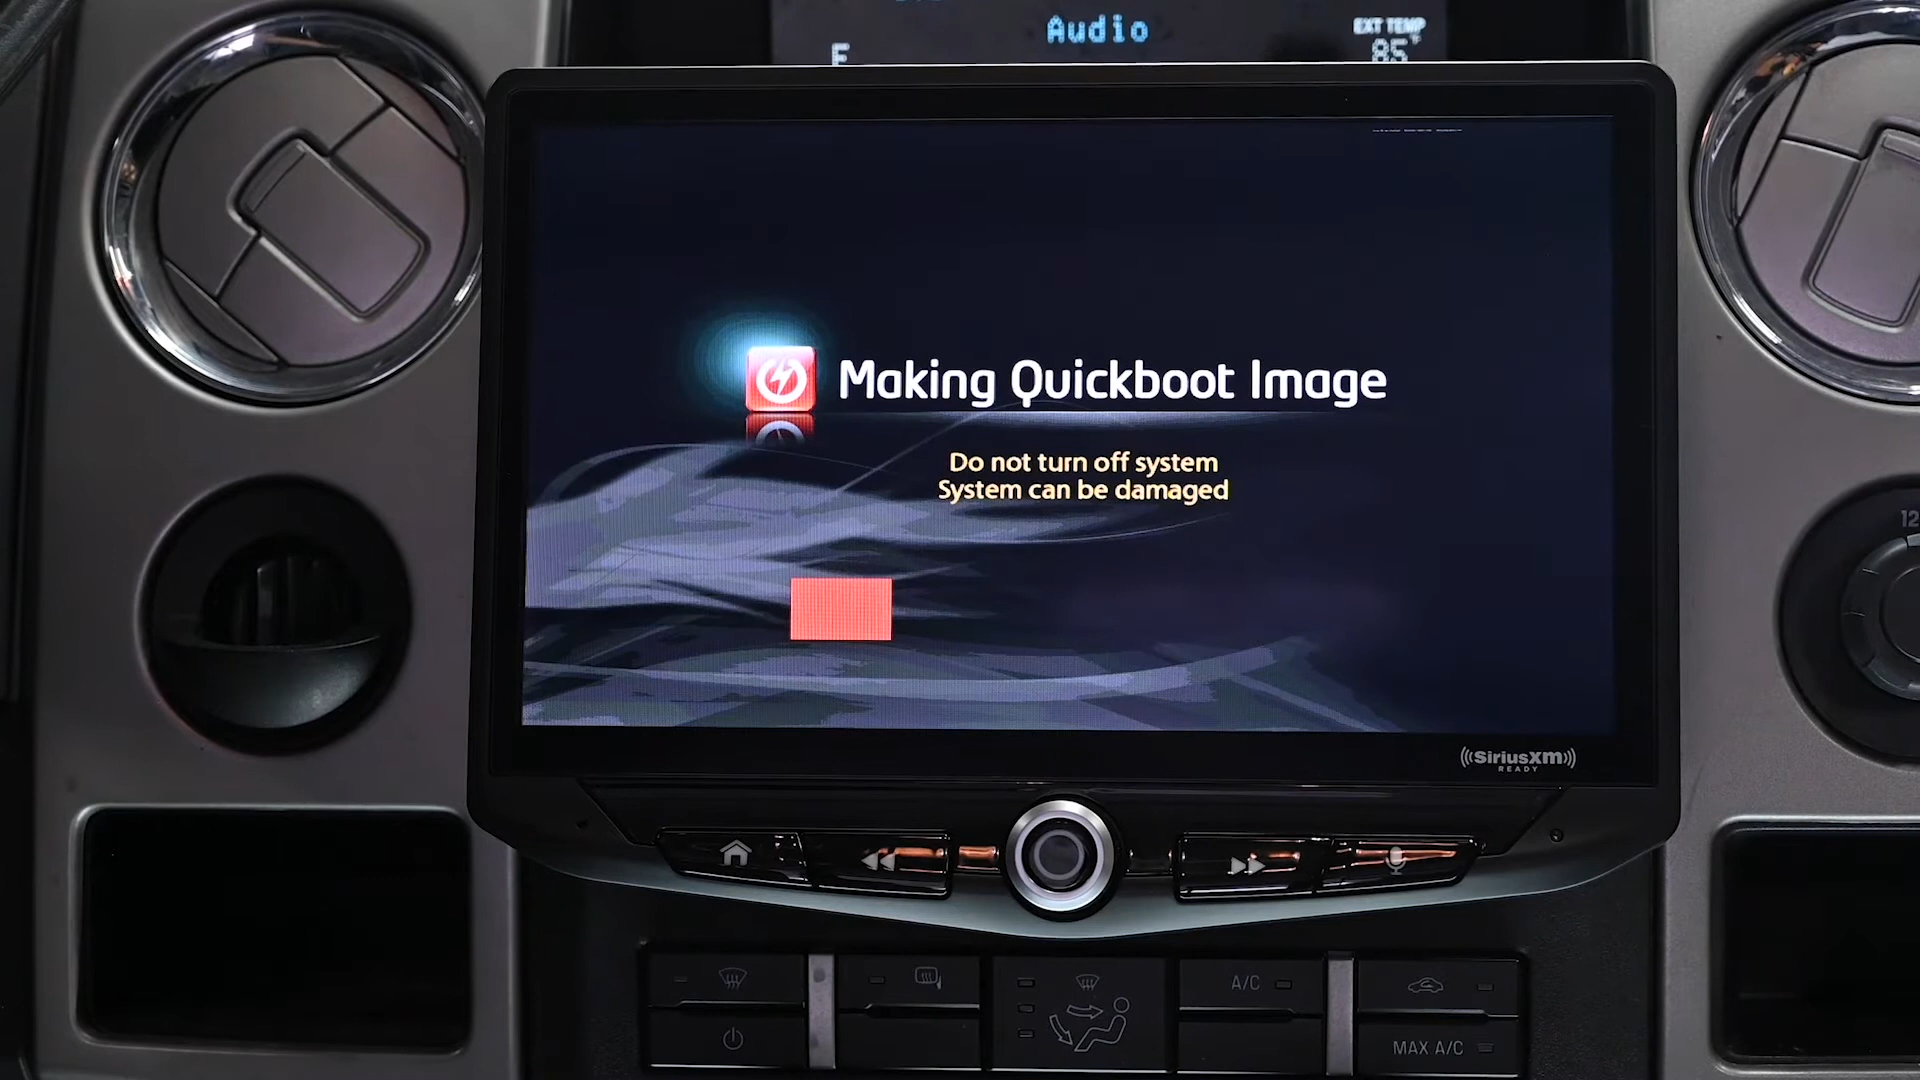 Audio
EXT TEMP
E
85°F
Making Quickboot Image
Do not turn off system
System can be damaged
((SiriusXM))
READY
12
A/C
MAX A/C